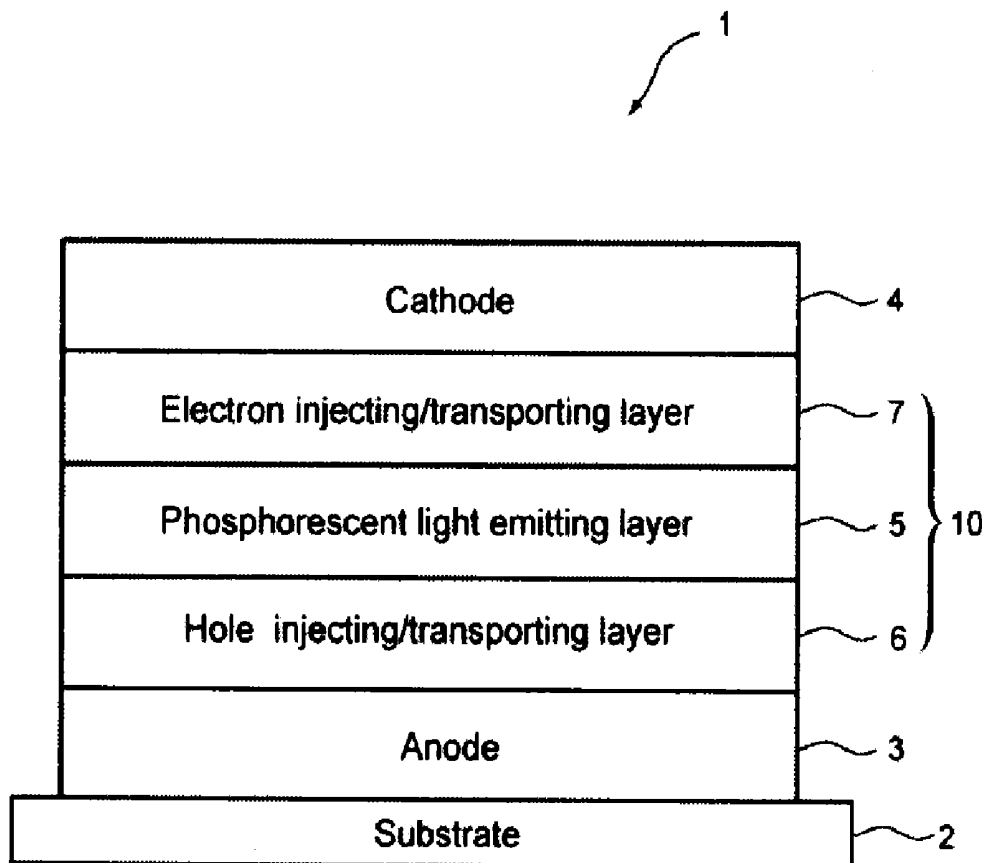 1
Cathode 4
Electron injecting/transporting layer 7
Phosphorescent light emitting layer 5 10
Hole injecting/transporting layer 6
Anode 3
Substrate 2